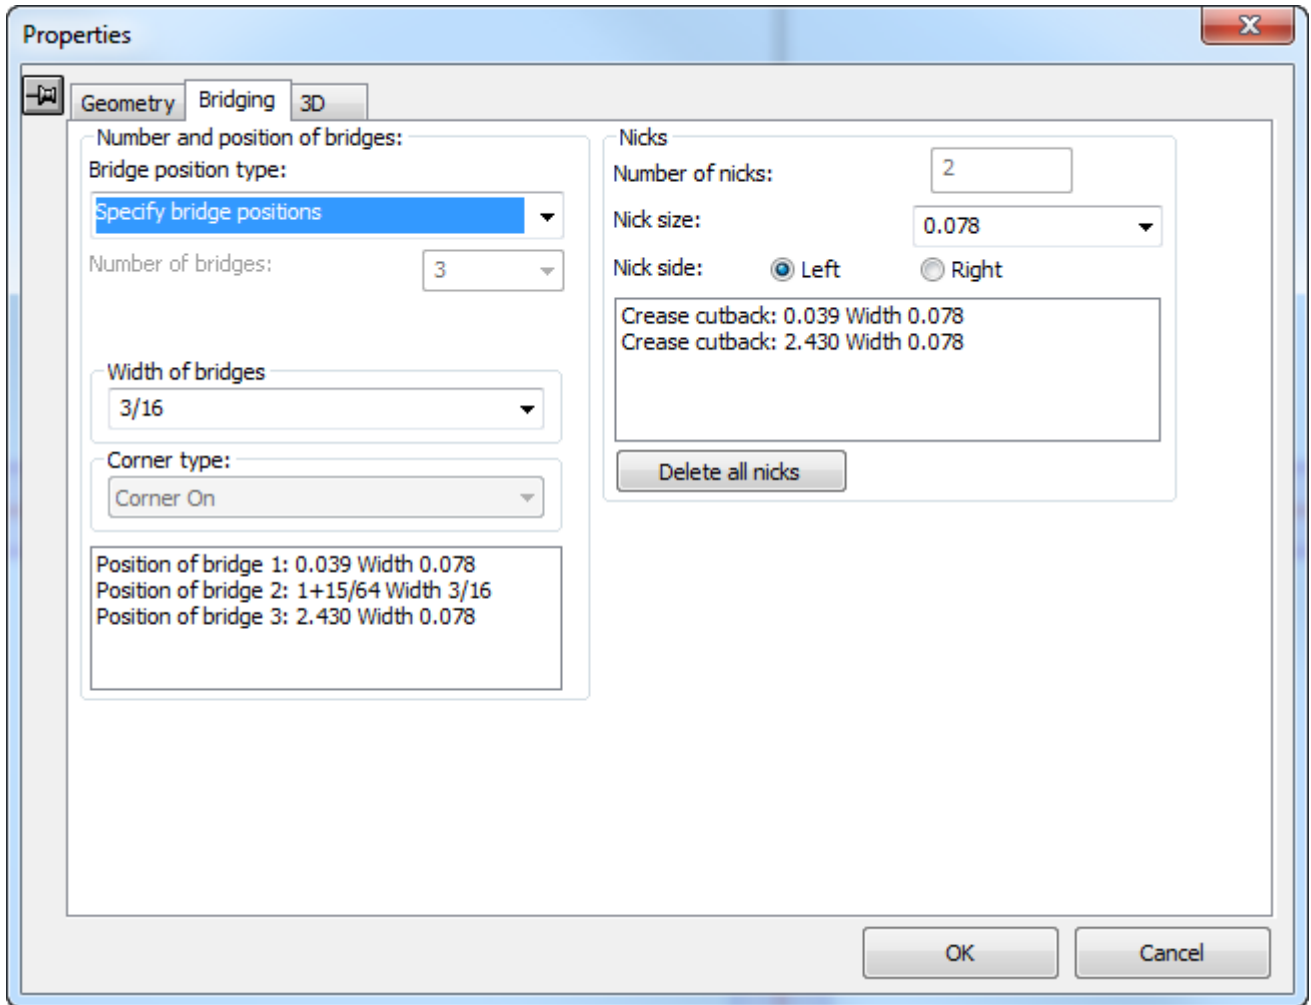 Properties
Geometry
Bridging
3D
Number and position of bridges:
Bridge position type:
Specify bridge positions
Number of bridges:
3
Width of bridges
3/16
Corner type:
Corner On
Position of bridge 1: 0.039 Width 0.078
Position of bridge 2: 1+15/64 Width 3/16
Position of bridge 3: 2.430 Width 0.078
Nicks
Number of nicks:
2
Nick size:
0.078
Nick side:
Left
Right
Crease cutback: 0.039 Width 0.078
Crease cutback: 2.430 Width 0.078
Delete all nicks
OK
Cancel